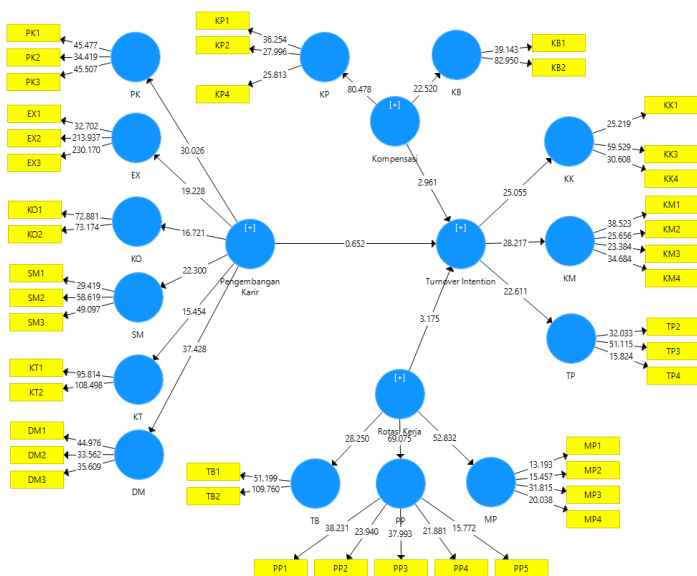 PK1
45.477
PK2
34.419
PK3
45.507
PK
EX1
32.702
EX2
213.937
EX3
230.170
EX
KO1
72.881
KO2
73.174
KO
SM1
29.419
SM2
58.619
SM3
49.097
SM
KT1
95.814
KT2
108.498
KT
DM1
44.976
DM2
33.562
DM3
35.609
DM
30.026
19.228
16.721
22.300
15.454
37.428
[+]
Pengembangan
Karir
0.652
KP1
36.254
KP2
27.996
KP4
25.813
KP
80.478
KB1
39.143
KB2
82.950
KB
22.520
[+]
Kompensasi
2.961
[+]
Turnover Intention
25.055
28.217
22.611
KK1
25.219
KK3
59.529
KK4
30.608
KK
KM1
38.523
KM2
25.656
KM3
23.384
KM4
34.684
KM
TP2
32.033
TP3
51.115
TP4
15.824
TP
3.175
[+]
Rotasi Kerja
28.250
69.075
52.832
TB1
51.199
TB2
109.760
TB
PP
38.231
23.940
37.993
21.881
15.772
PP1
PP2
PP3
PP4
PP5
MP1
13.193
MP2
15.457
MP3
31.815
MP4
20.038
MP